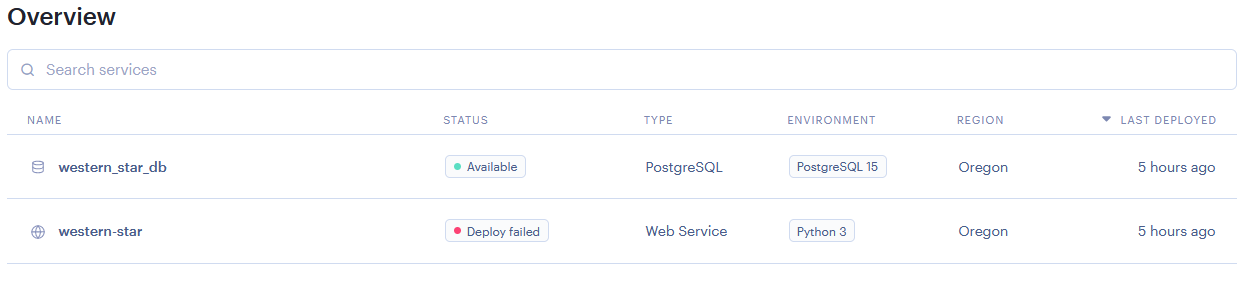 Overview
Search services
NAME STATUS TYPE ENVIRONMENT REGION LAST DEPLOYED
western_star_db Available PostgreSQL PostgreSQL 15 Oregon 5 hours ago
western-star Deploy failed Web Service Python 3 Oregon 5 hours ago